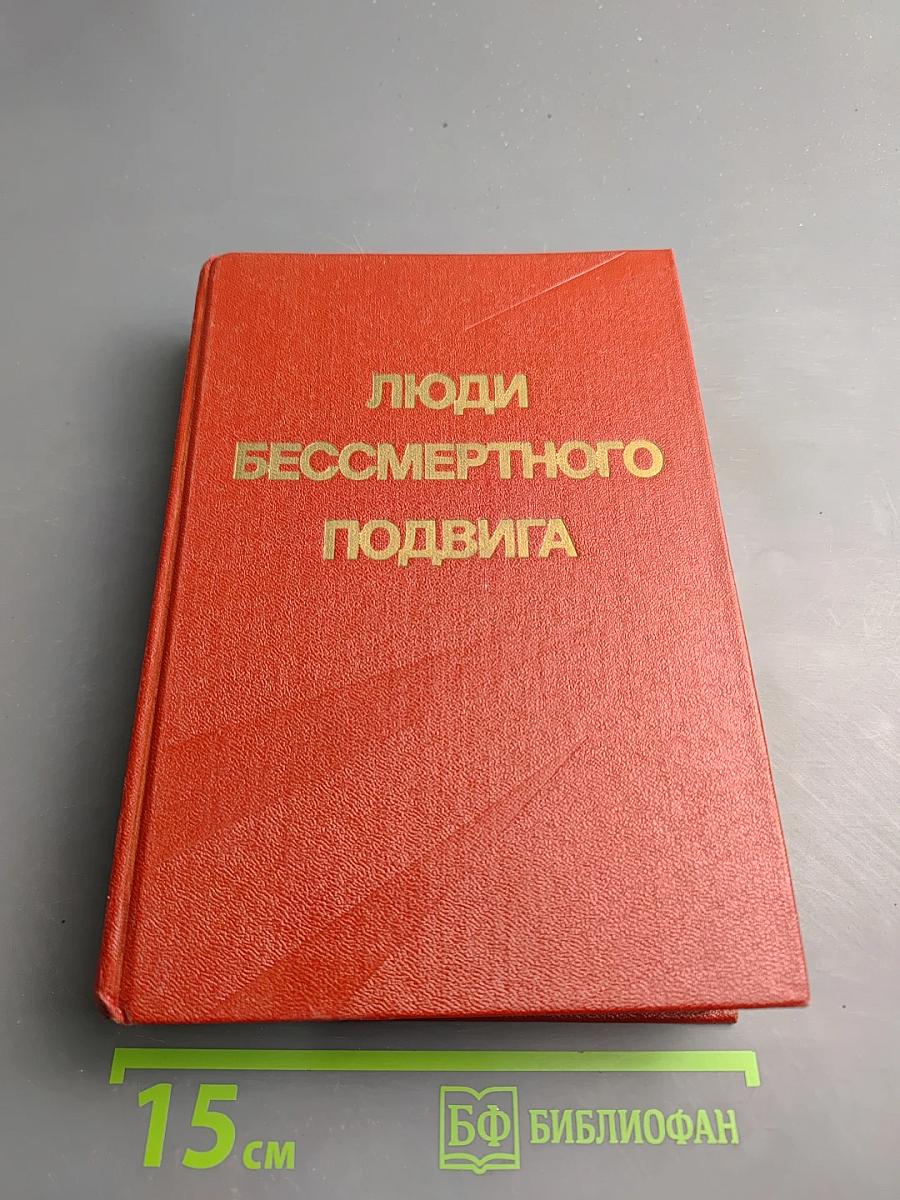 ЛЮДИ
БЕССМЕРТНОГО
ПОДВИГА
15 см
БФ БИБЛИОФАН